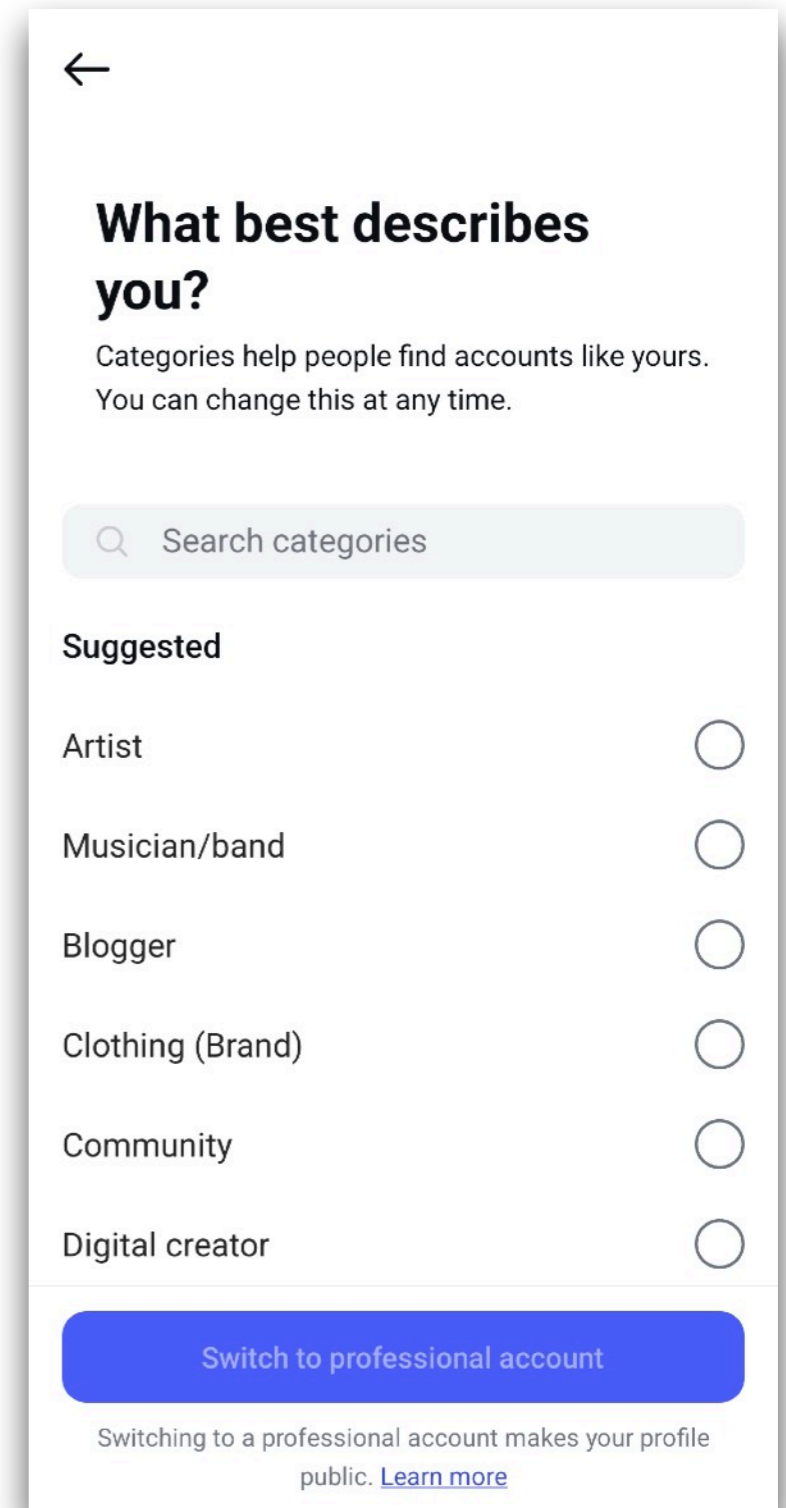 What best describes
you?
Categories help people find accounts like yours.
You can change this at any time.
Search categories
Suggested
Artist
Musician/band
Blogger
Clothing (Brand)
Community
Digital creator
Switch to professional account
Switching to a professional account makes your profile
public. Learn more